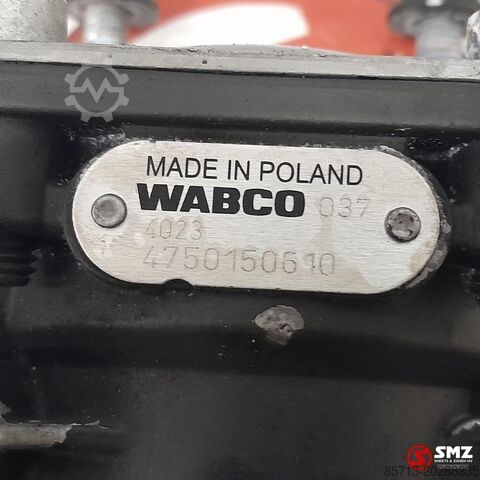 MADE IN POLAND
WABCO 037
4023
4750150610
SMZ